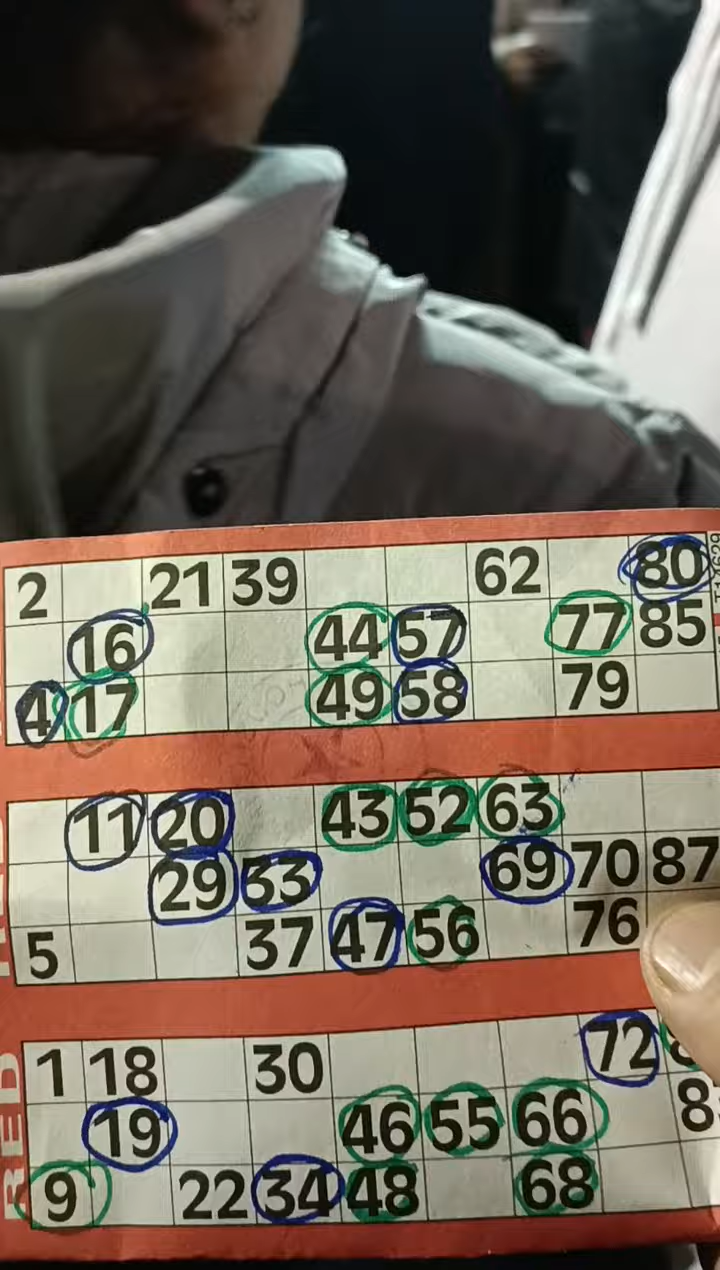 2 21 39 62 80
16 44 57 77 85
4 17 49 58 79
11 20 43 52 63
29 33 69 70 87
5 37 47 56 76
1 18 30 72
19 46 55 66
9 22 34 48 68
RED